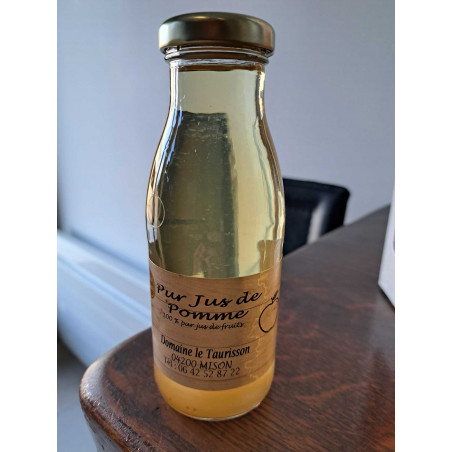 Pur Jus de
Pomme
100 % pur jus de fruits
Domaine le Taurisson
04200 MISON
Tel : 06 42 52 87 22